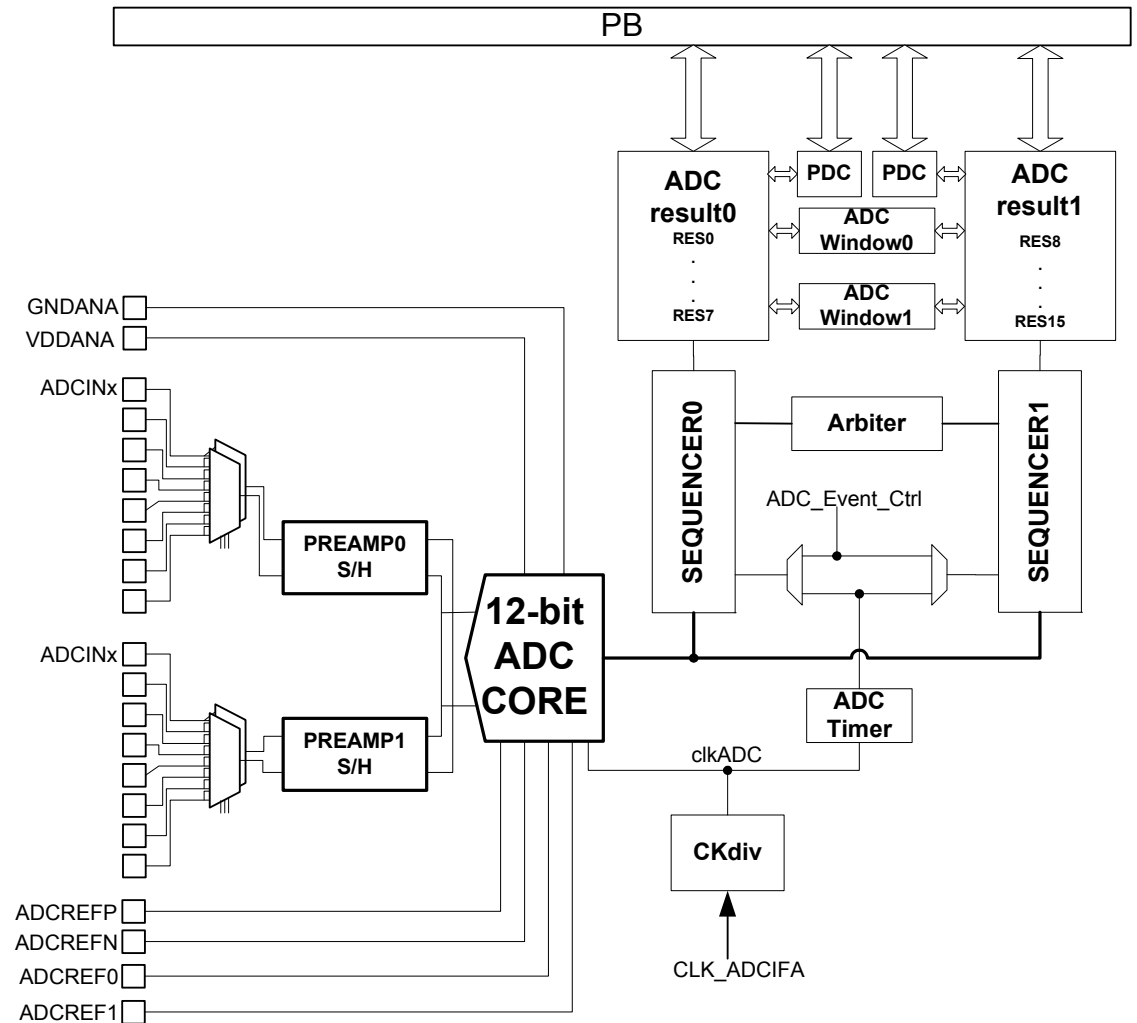 PB
ADC
result0
RES0
.
.
.
RES7
PDC
PDC
ADC
Window0
ADC
Window1
ADC
result1
RES8
.
.
.
RES15
GNDANA
VDDANA
ADCINx
SEQUENCER0
Arbiter
SEQUENCER1
ADC_Event_Ctrl
PREAMP0
S/H
12-bit
ADC
CORE
ADCINx
PREAMP1
S/H
ADC
Timer
clkADC
CKdiv
CLK_ADCIFA
ADCREFP
ADCREFN
ADCREF0
ADCREF1